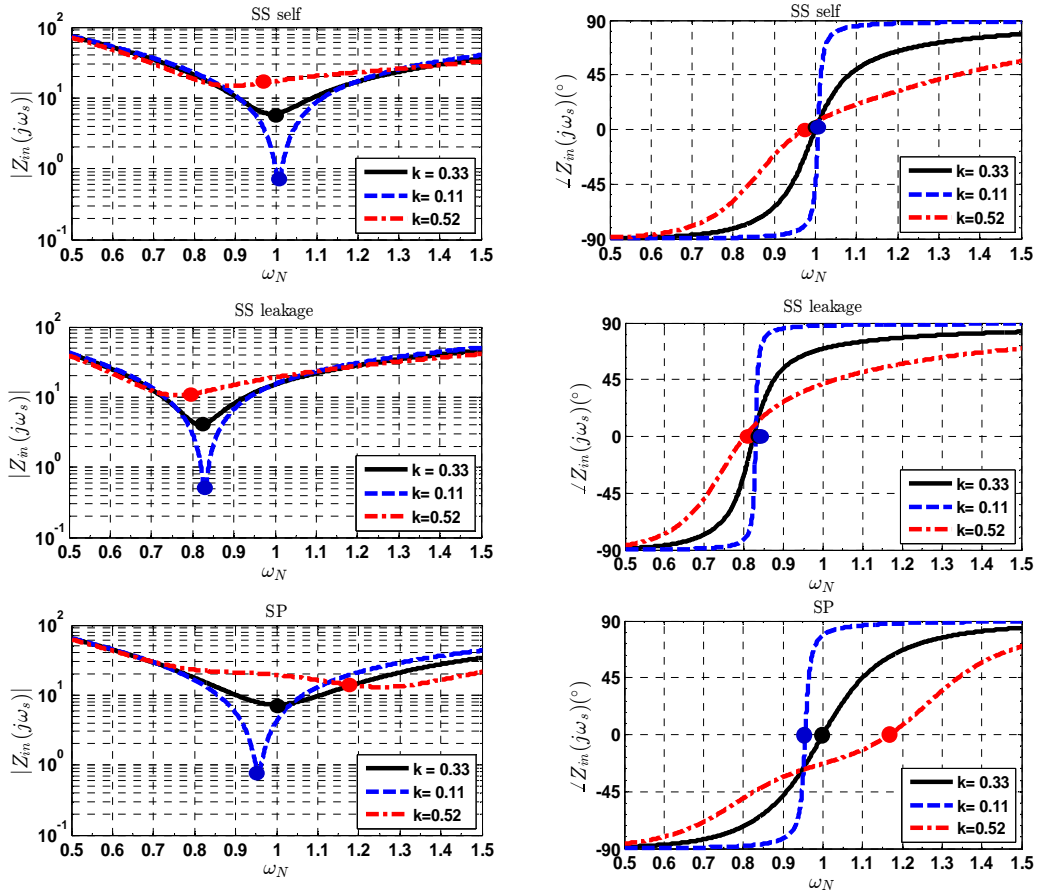 SS self
|Z_in(jω_s)|
10^2
10^1
10^0
10^-1
k = 0.33
k= 0.11
k=0.52
0.5 0.6 0.7 0.8 0.9 1 1.1 1.2 1.3 1.4 1.5
ω_N
SS self
∠Z_in(jω_s)(°)
90
45
0
-45
-90
k = 0.33
k= 0.11
k=0.52
0.5 0.6 0.7 0.8 0.9 1 1.1 1.2 1.3 1.4 1.5
ω_N
SS leakage
|Z_in(jω_s)|
10^2
10^1
10^0
10^-1
k = 0.33
k= 0.11
k=0.52
0.5 0.6 0.7 0.8 0.9 1 1.1 1.2 1.3 1.4 1.5
ω_N
SS leakage
∠Z_in(jω_s)(°)
90
45
0
-45
-90
k = 0.33
k= 0.11
k=0.52
0.5 0.6 0.7 0.8 0.9 1 1.1 1.2 1.3 1.4 1.5
ω_N
SP
|Z_in(jω_s)|
10^2
10^1
10^0
10^-1
k = 0.33
k= 0.11
k=0.52
0.5 0.6 0.7 0.8 0.9 1 1.1 1.2 1.3 1.4 1.5
ω_N
SP
∠Z_in(jω_s)(°)
90
45
0
-45
-90
k = 0.33
k= 0.11
k=0.52
0.5 0.6 0.7 0.8 0.9 1 1.1 1.2 1.3 1.4 1.5
ω_N